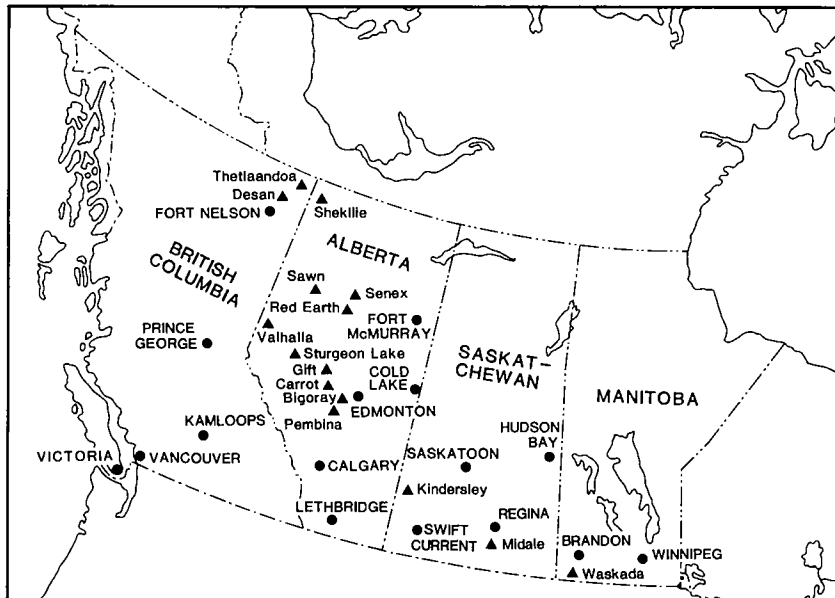 Thetlaandoa
Desan
FORT NELSON
Shekilie
BRITISH
COLUMBIA
ALBERTA
Sawn
Senex
Red Earth
FORT
McMURRAY
Valhalla
PRINCE
GEORGE
Sturgeon Lake
Gift
COLD
LAKE
Carrot
Bigoray
EDMONTON
Pembina
SASKAT-
CHEWAN
MANITOBA
KAMLOOPS
HUDSON
BAY
VICTORIA
VANCOUVER
CALGARY
SASKATOON
Kindersley
LETHBRIDGE
REGINA
SWIFT
CURRENT
Midale
BRANDON
WINNIPEG
Waskada